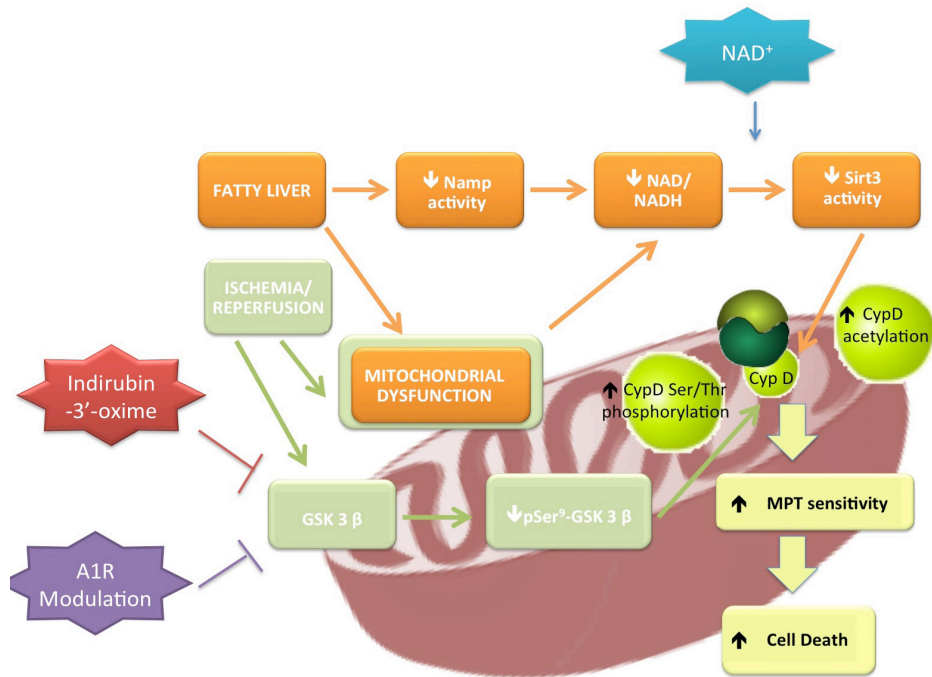 NAD⁺
FATTY LIVER
↓ Namp
activity
↓ NAD/
NADH
↓ Sirt3
activity
ISCHEMIA/
REPERFUSION
MITOCHONDRIAL
DYSFUNCTION
↑ CypD
acetylation
Cyp D
↑ CypD Ser/Thr
phosphorylation
Indirubin
-3'-oxime
GSK 3 β
↓pSer⁹-GSK 3 β
↑ MPT sensitivity
A1R
Modulation
↑ Cell Death